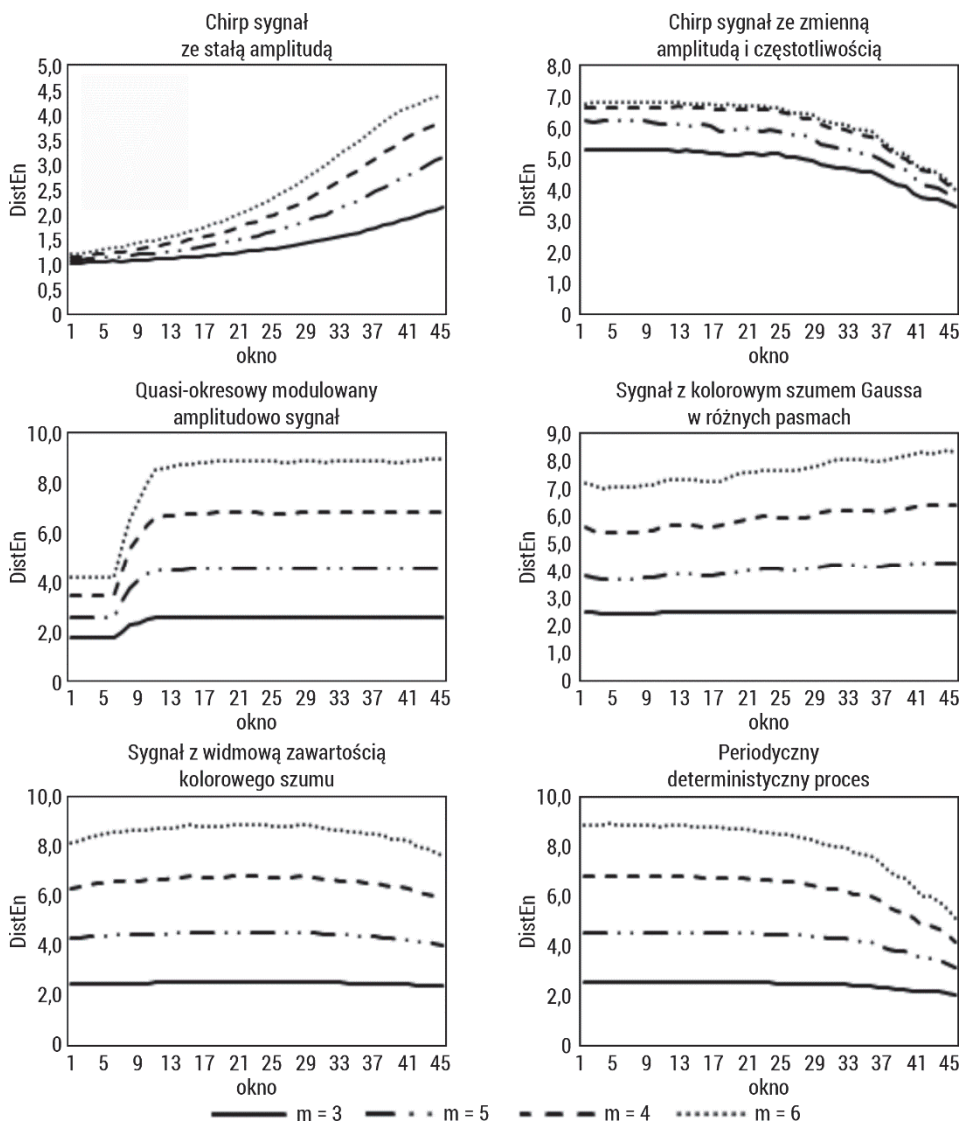 Chirp sygnał
ze stałą amplitudą
5,0
4,5
4,0
3,5
3,0
2,5
2,0
1,5
1,0
0,5
0
DistEn
1 5 9 13 17 21 25 29 33 37 41 45
okno
Chirp sygnał ze zmienną
amplitudą i częstotliwością
8,0
7,0
6,0
5,0
4,0
3,0
2,0
1,0
0
DistEn
1 5 9 13 17 21 25 29 33 37 41 45
okno
Quasi-okresowy modulowany
amplitudowo sygnał
10,0
8,0
6,0
4,0
2,0
0
DistEn
1 5 9 13 17 21 25 29 33 37 41 45
okno
Sygnał z kolorowym szumem Gaussa
w różnych pasmach
9,0
8,0
7,0
6,0
5,0
4,0
3,0
2,0
1,0
0
DistEn
1 5 9 13 17 21 25 29 33 37 41 45
okno
Sygnał z widmową zawartością
kolorowego szumu
10,0
8,0
6,0
4,0
2,0
0
DistEn
1 5 9 13 17 21 25 29 33 37 41 45
okno
Periodyczny
deterministyczny proces
10,0
8,0
6,0
4,0
2,0
0
DistEn
1 5 9 13 17 21 25 29 33 37 41 45
okno
m = 3 m = 5 m = 4 m = 6